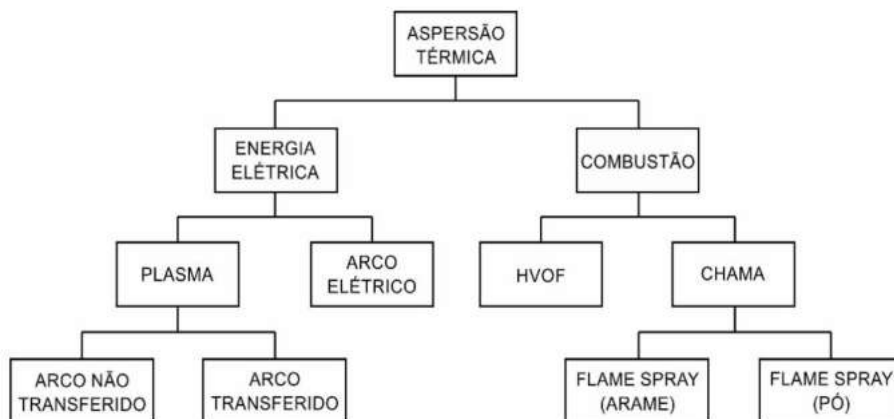 ASPERSÃO
TÉRMICA
ENERGIA
ELÉTRICA
COMBUSTÃO
PLASMA
ARCO
ELÉTRICO
HVOF
CHAMA
ARCO NÃO
TRANSFERIDO
ARCO
TRANSFERIDO
FLAME SPRAY
(ARAME)
FLAME SPRAY
(PÓ)